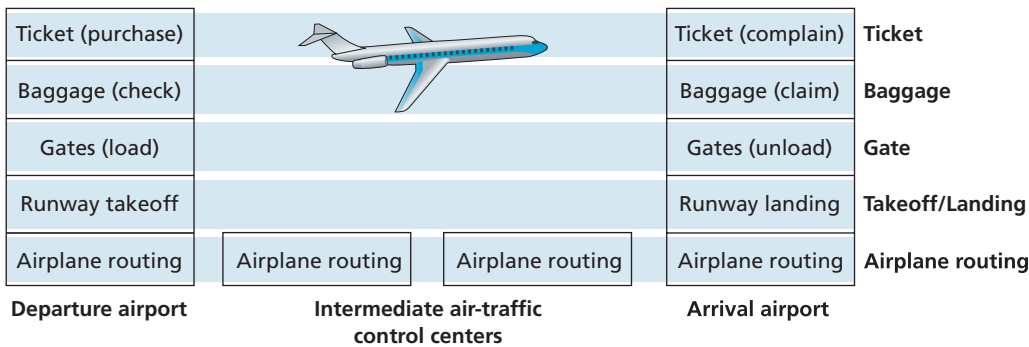 Ticket (purchase)
Ticket (complain)
Ticket
Baggage (check)
Baggage (claim)
Baggage
Gates (load)
Gates (unload)
Gate
Runway takeoff
Runway landing
Takeoff/Landing
Airplane routing
Airplane routing
Airplane routing
Airplane routing
Airplane routing
Departure airport
Intermediate air-traffic
control centers
Arrival airport